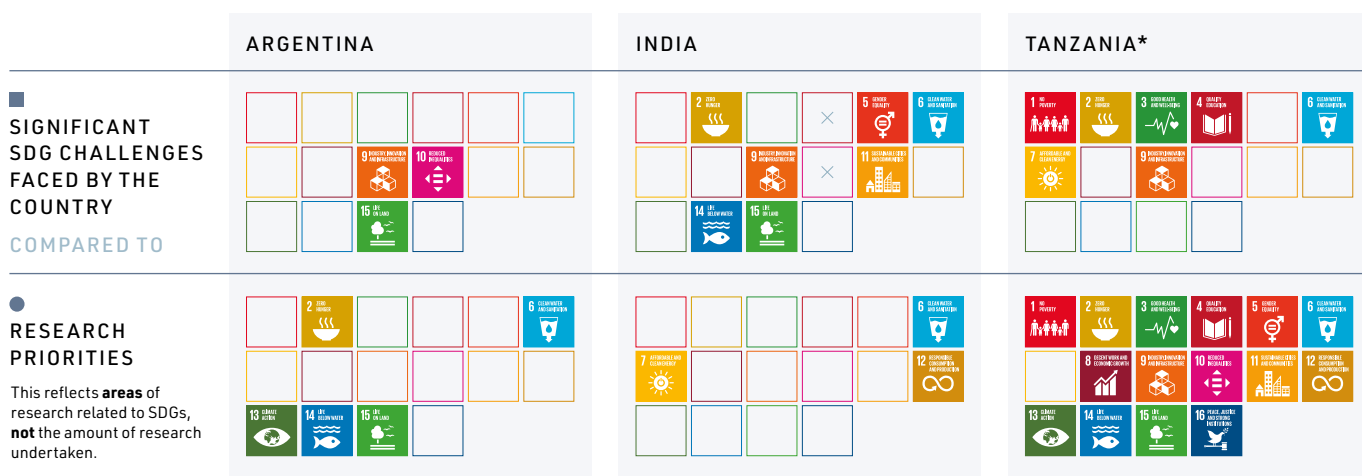 ARGENTINA
INDIA
TANZANIA*
SIGNIFICANT
SDG CHALLENGES
FACED BY THE
COUNTRY
COMPARED TO
9 INDUSTRY, INNOVATION
AND INFRASTRUCTURE
10 REDUCED
INEQUALITIES
15 LIFE
ON LAND
2 ZERO
HUNGER
5 GENDER
EQUALITY
6 CLEAN WATER
AND SANITATION
9 INDUSTRY, INNOVATION
AND INFRASTRUCTURE
11 SUSTAINABLE CITIES
AND COMMUNITIES
14 LIFE
BELOW WATER
15 LIFE
ON LAND
1 NO
POVERTY
2 ZERO
HUNGER
3 GOOD HEALTH
AND WELL-BEING
4 QUALITY
EDUCATION
6 CLEAN WATER
AND SANITATION
7 AFFORDABLE AND
CLEAN ENERGY
9 INDUSTRY, INNOVATION
AND INFRASTRUCTURE
RESEARCH
PRIORITIES
This reflects areas of
research related to SDGs,
not the amount of research
undertaken.
2 ZERO
HUNGER
6 CLEAN WATER
AND SANITATION
13 CLIMATE
ACTION
14 LIFE
BELOW WATER
15 LIFE
ON LAND
6 CLEAN WATER
AND SANITATION
7 AFFORDABLE AND
CLEAN ENERGY
12 RESPONSIBLE
CONSUMPTION
AND PRODUCTION
1 NO
POVERTY
2 ZERO
HUNGER
3 GOOD HEALTH
AND WELL-BEING
4 QUALITY
EDUCATION
5 GENDER
EQUALITY
6 CLEAN WATER
AND SANITATION
8 DECENT WORK AND
ECONOMIC GROWTH
9 INDUSTRY, INNOVATION
AND INFRASTRUCTURE
10 REDUCED
INEQUALITIES
11 SUSTAINABLE CITIES
AND COMMUNITIES
12 RESPONSIBLE
CONSUMPTION
AND PRODUCTION
13 CLIMATE
ACTION
14 LIFE
BELOW WATER
15 LIFE
ON LAND
16 PEACE, JUSTICE
AND STRONG
INSTITUTIONS